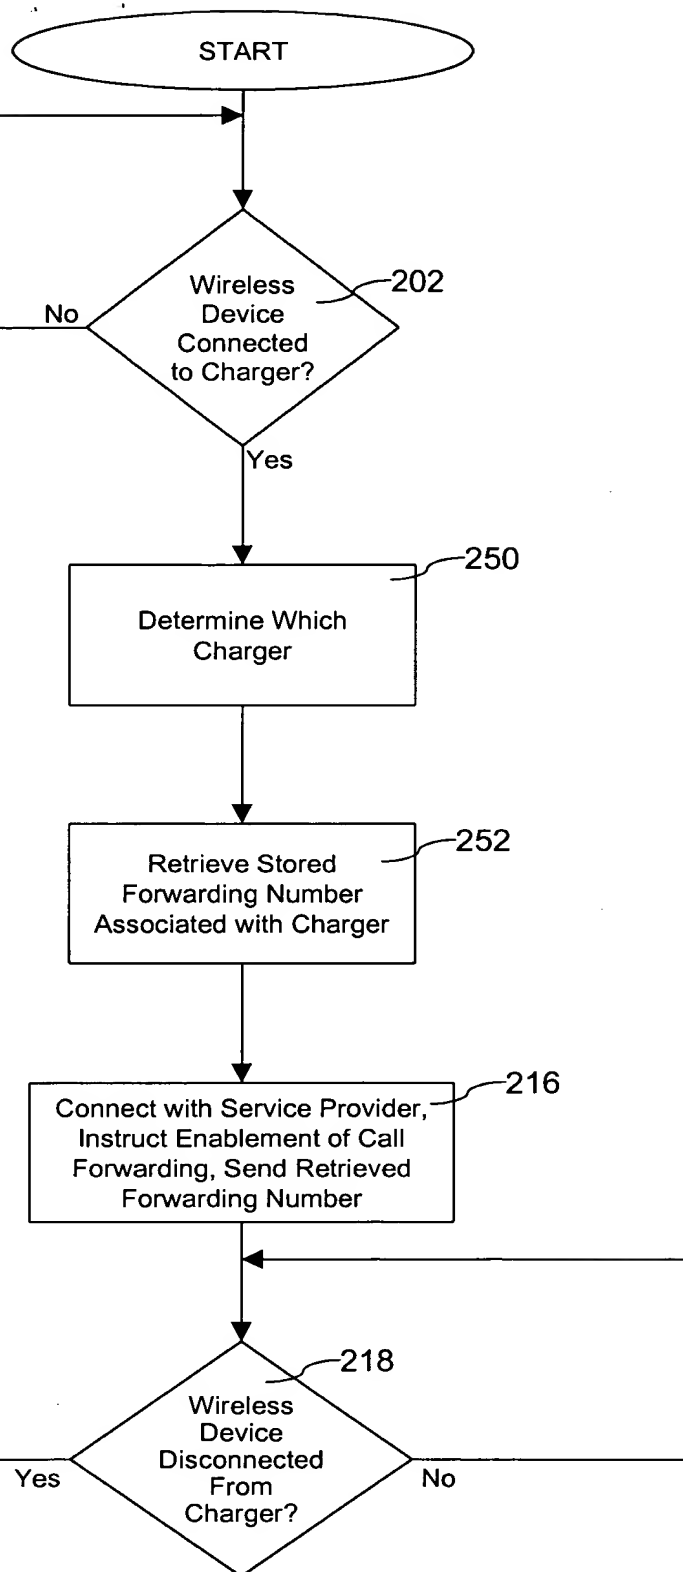 START
Wireless
Device
Connected
to Charger?
202
No
Yes
250
Determine Which
Charger
252
Retrieve Stored
Forwarding Number
Associated with Charger
216
Connect with Service Provider,
Instruct Enablement of Call
Forwarding, Send Retrieved
Forwarding Number
218
Wireless
Device
Disconnected
From
Charger?
Yes
No